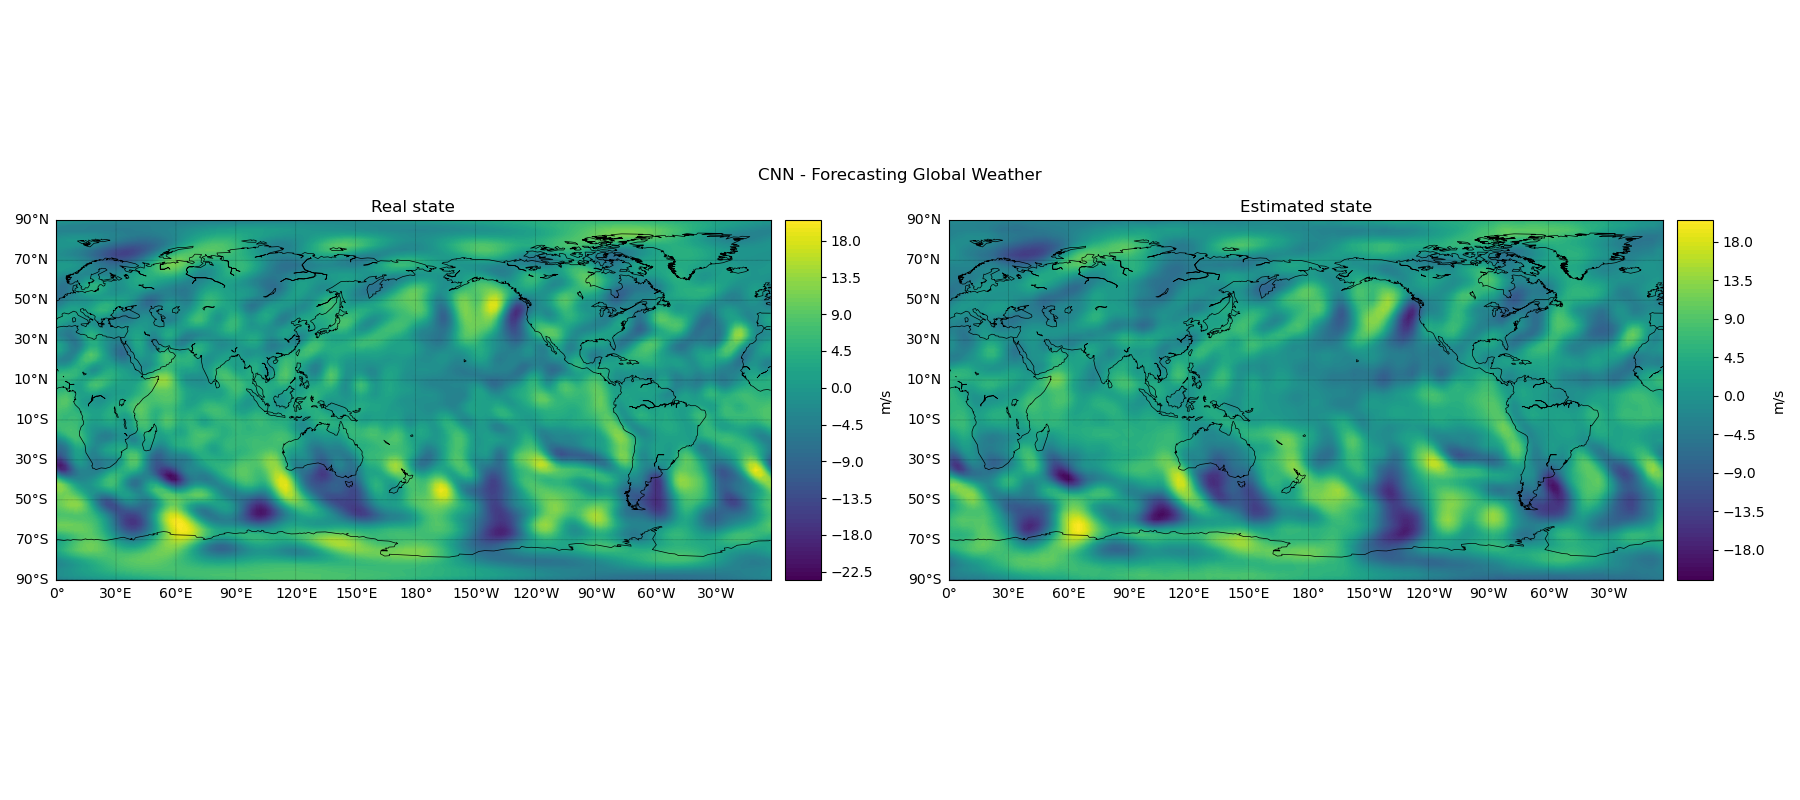 CNN - Forecasting Global Weather
Real state
90°N
70°N
50°N
30°N
10°N
10°S
30°S
50°S
70°S
90°S
0° 30°E 60°E 90°E 120°E 150°E 180° 150°W 120°W 90°W 60°W 30°W
18.0
13.5
9.0
4.5
0.0
−4.5
−9.0
−13.5
−18.0
−22.5
m/s
Estimated state
90°N
70°N
50°N
30°N
10°N
10°S
30°S
50°S
70°S
90°S
0° 30°E 60°E 90°E 120°E 150°E 180° 150°W 120°W 90°W 60°W 30°W
18.0
13.5
9.0
4.5
0.0
−4.5
−9.0
−13.5
−18.0
m/s